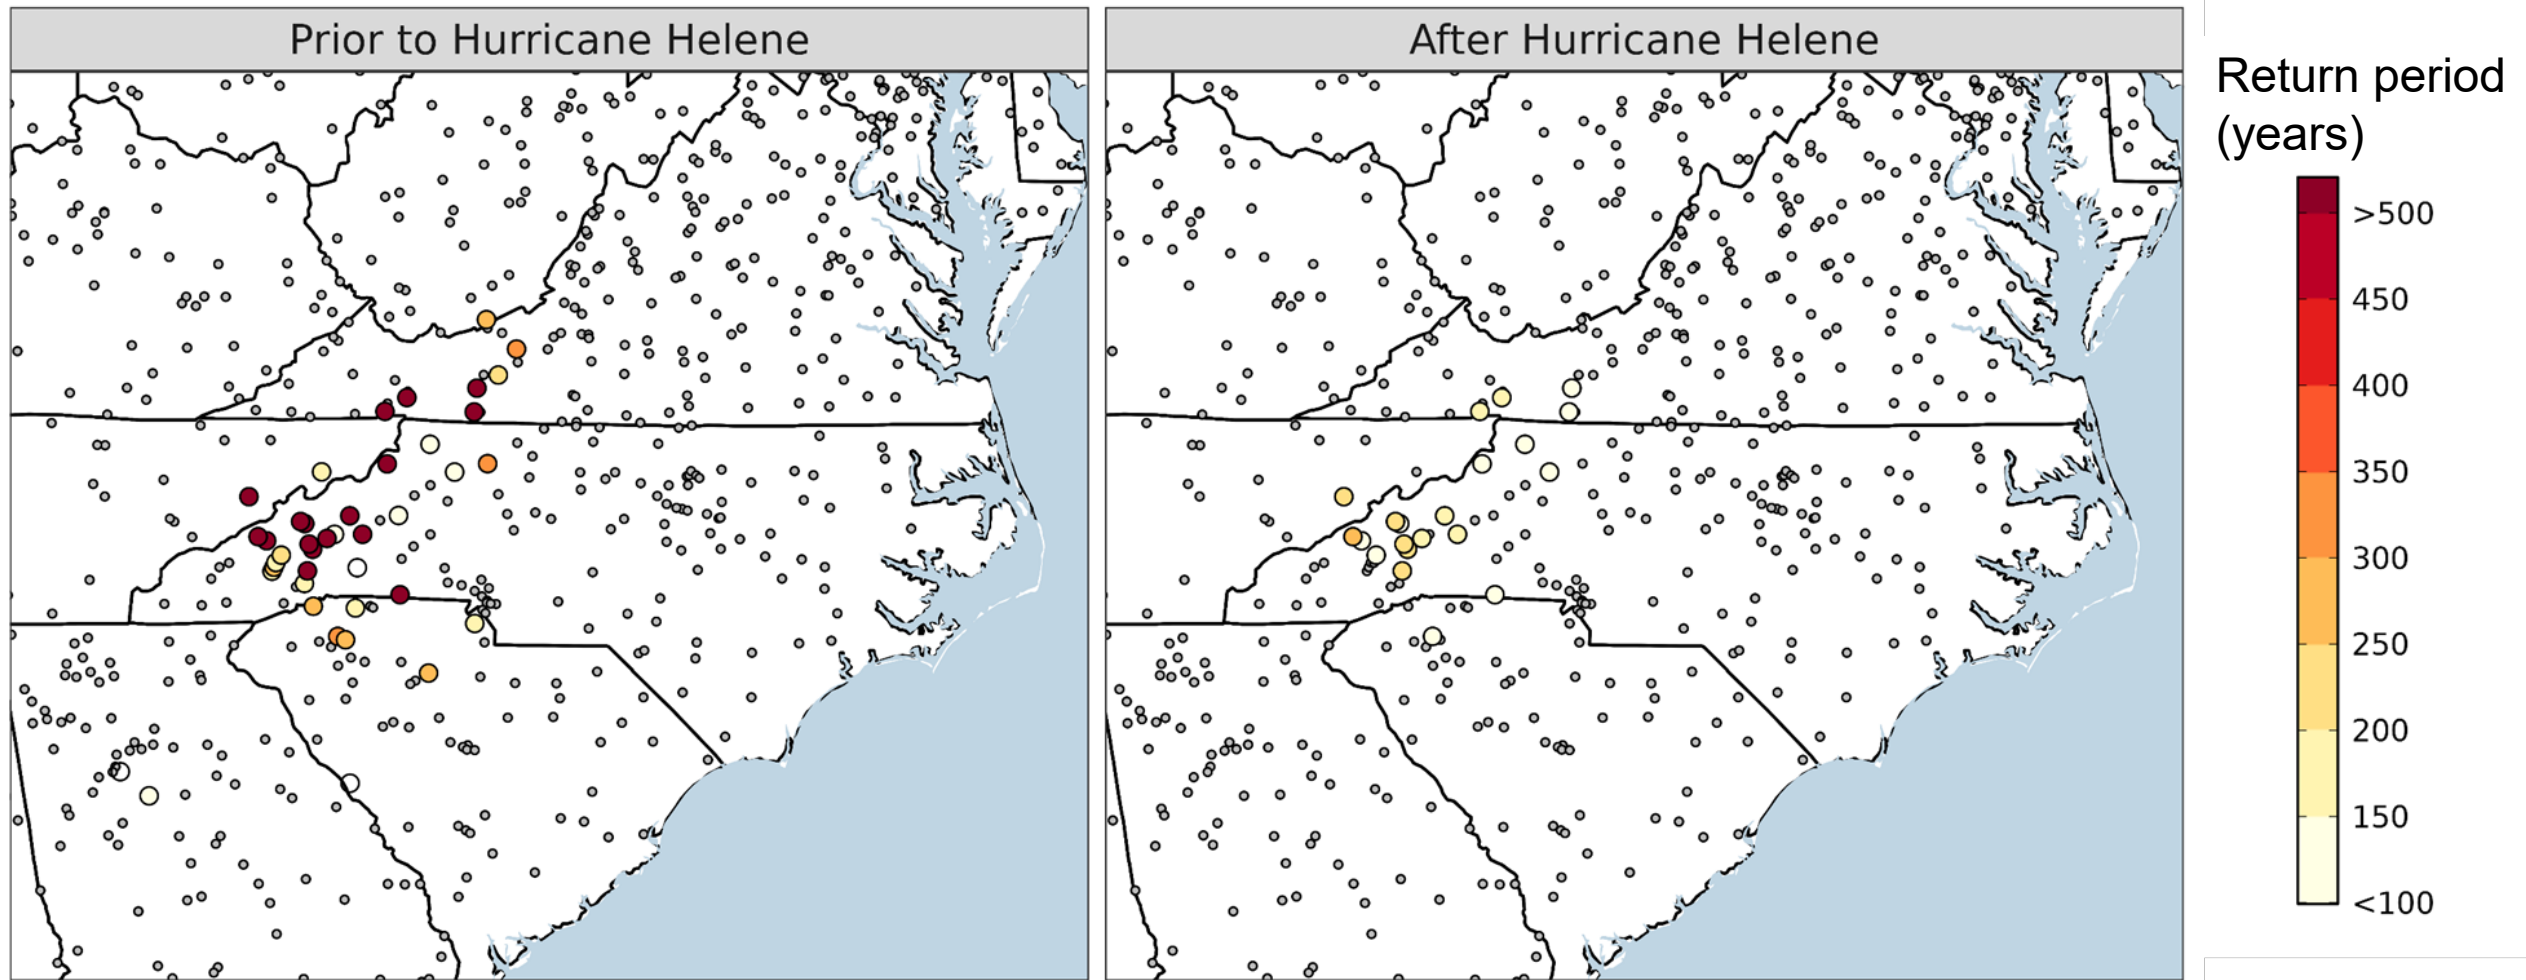 Prior to Hurricane Helene
After Hurricane Helene
Return period
(years)
>500
450
400
350
300
250
200
150
<100